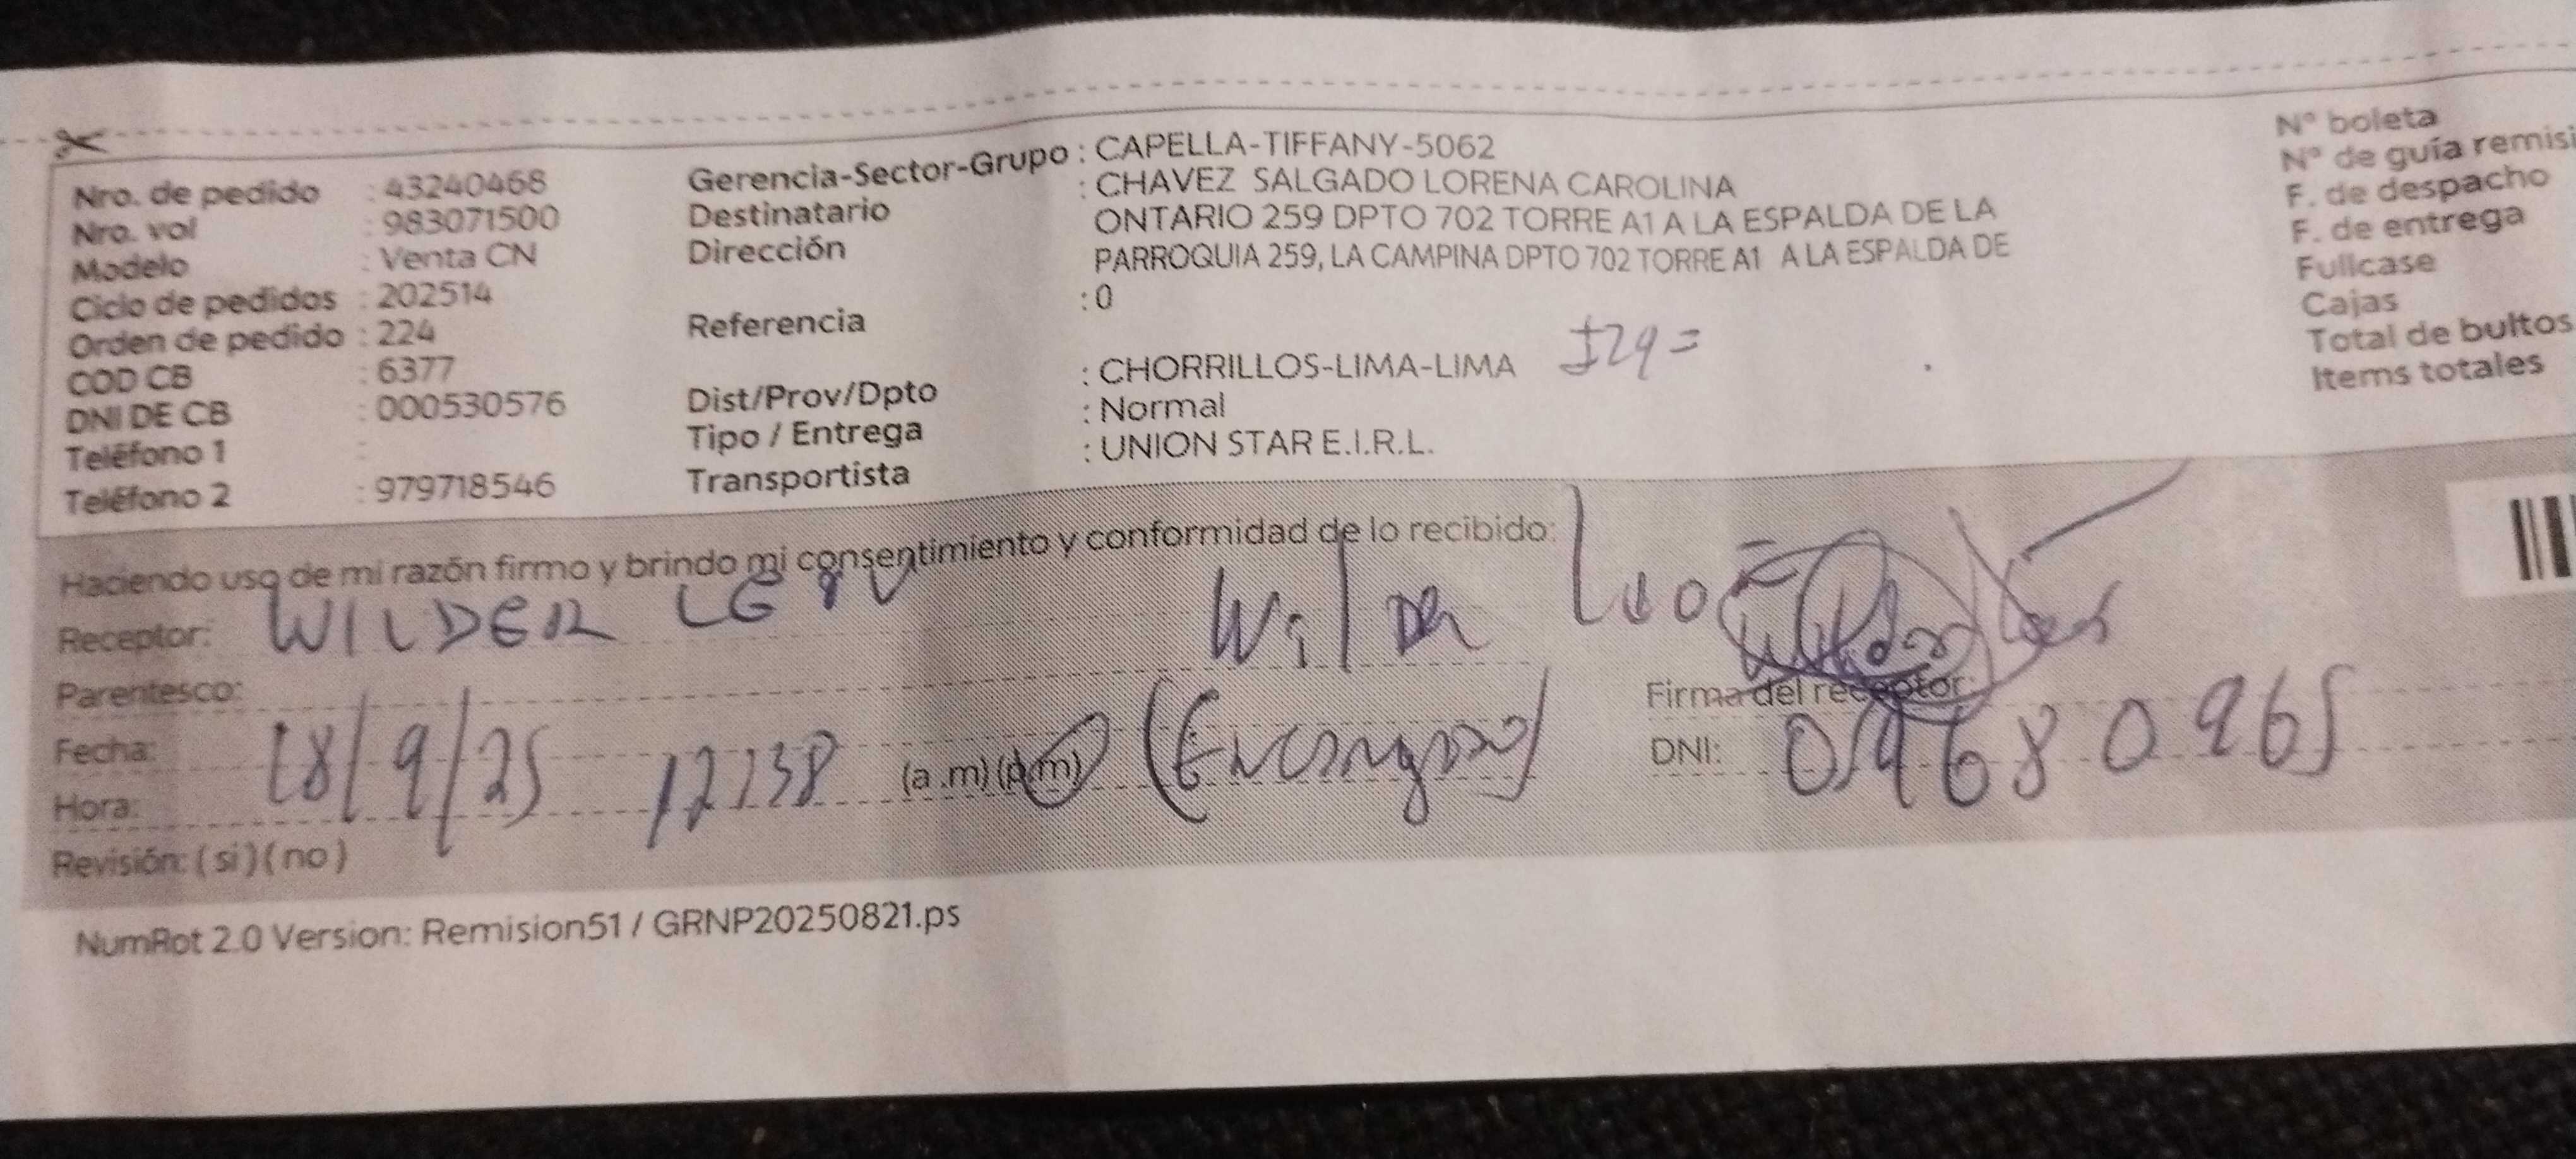 Nro. de pedido : 43240468
Nro. vol : 983071500
Modelo : Venta CN
Ciclo de pedidos : 202514
Orden de pedido : 224
COD CB : 6377
DNI DE CB : 000530576
Teléfono 1 :
Teléfono 2 : 979718546
Gerencia-Sector-Grupo : CAPELLA-TIFFANY-5062
Destinatario : CHAVEZ SALGADO LORENA CAROLINA
Dirección ONTARIO 259 DPTO 702 TORRE A1 A LA ESPALDA DE LA
PARROQUIA 259, LA CAMPINA DPTO 702 TORRE A1 A LA ESPALDA DE
Referencia : 0
Dist/Prov/Dpto : CHORRILLOS-LIMA-LIMA
Tipo / Entrega : Normal
Transportista : UNION STAR E.I.R.L.
N° boleta
N° de guía remisi
F. de despacho
F. de entrega
Fullcase
Cajas
Total de bultos
Items totales
Haciendo uso de mi razón firmo y brindo mi consentimiento y conformidad de lo recibido:
Receptor: WILDER
Parentesco:
Fecha: 18/9/25
Hora: 12:38 (a .m) (p.m) (Encargado)
Revisión: ( si ) ( no )
Firma del receptor:
DNI:
NumRot 2.0 Version: Remision51 / GRNP20250821.ps